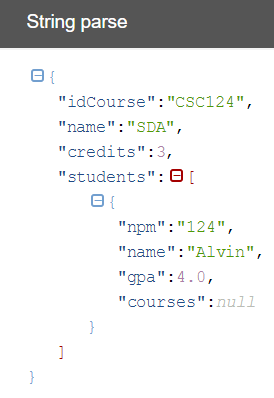 String parse
{
"idCourse":"CSC124",
"name":"SDA",
"credits":3,
"students":[
{
"npm":"124",
"name":"Alvin",
"gpa":4.0,
"courses":null
}
]
}